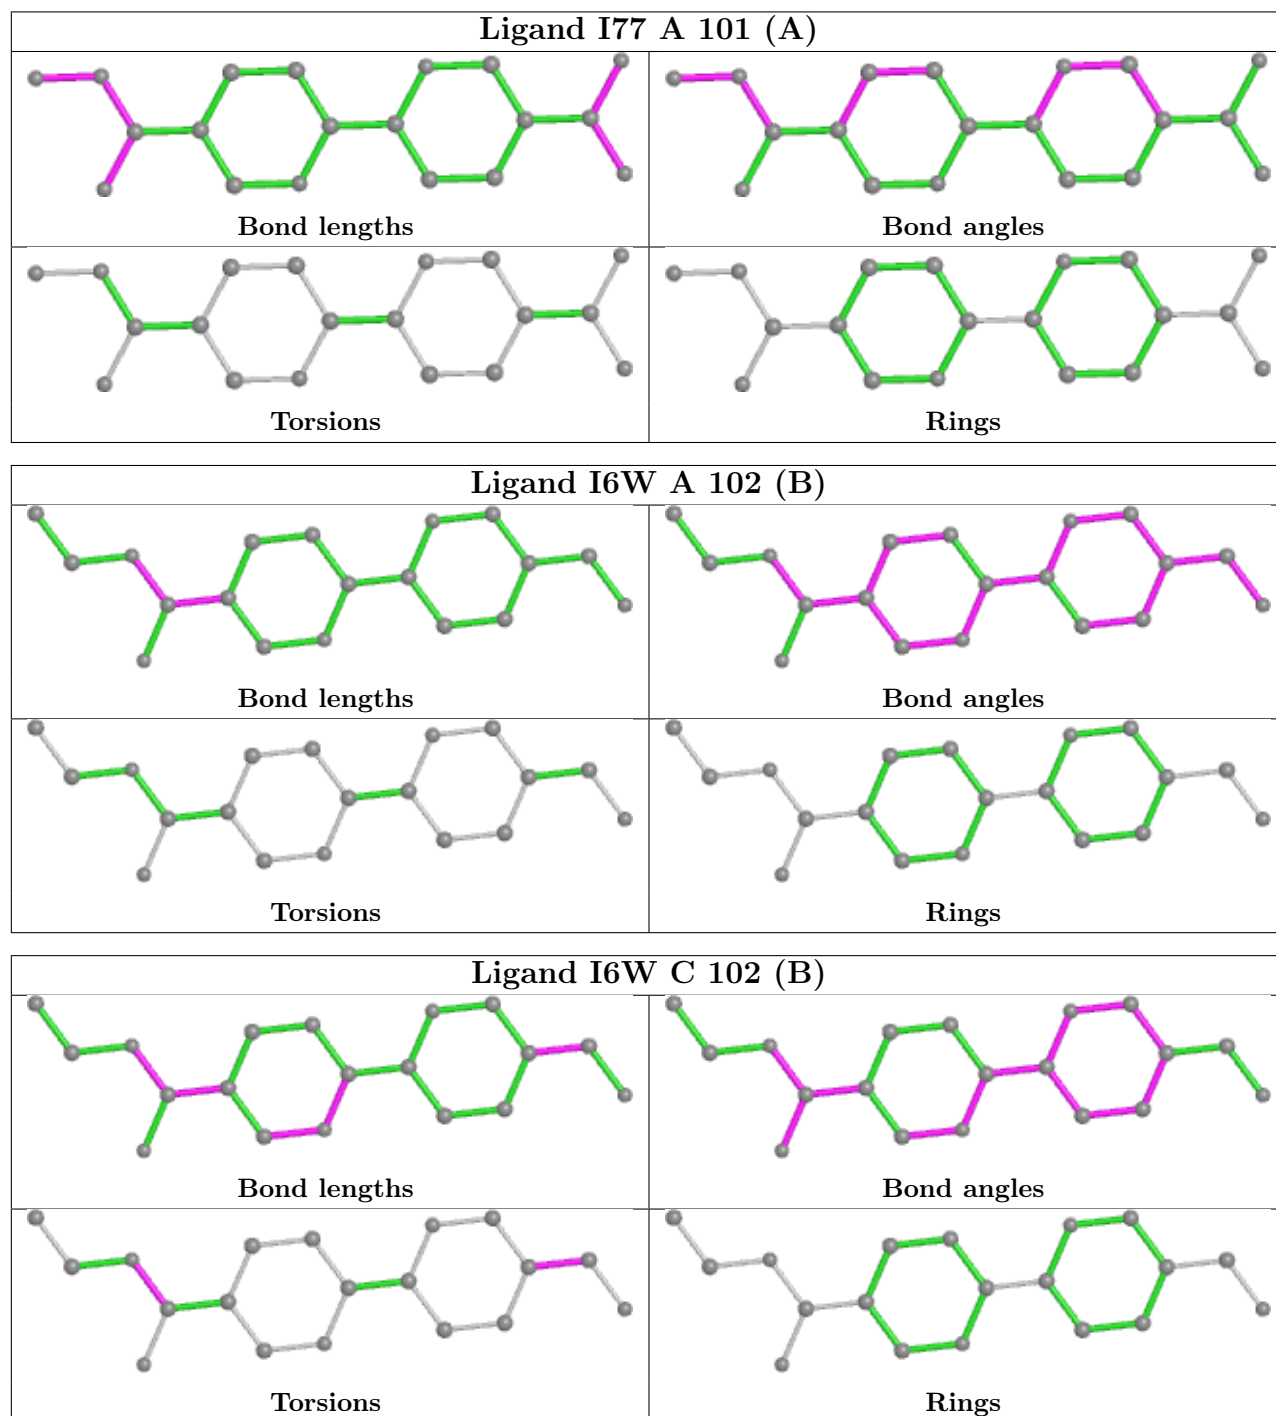 Ligand I77 A 101 (A)
Bond lengths
Bond angles
Torsions
Rings
Ligand I6W A 102 (B)
Bond lengths
Bond angles
Torsions
Rings
Ligand I6W C 102 (B)
Bond lengths
Bond angles
Torsions
Rings